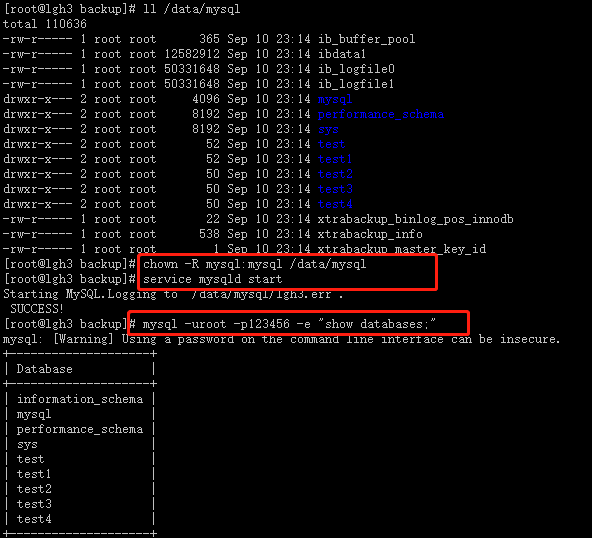 [root@lgh3 backup]# ll /data/mysql
total 110636
-rw-r----- 1 root root      365 Sep 10 23:14 ib_buffer_pool
-rw-r----- 1 root root 12582912 Sep 10 23:14 ibdata1
-rw-r----- 1 root root 50331648 Sep 10 23:14 ib_logfile0
-rw-r----- 1 root root 50331648 Sep 10 23:14 ib_logfile1
drwxr-x--- 2 root root     4096 Sep 10 23:14 mysql
drwxr-x--- 2 root root     8192 Sep 10 23:14 performance_schema
drwxr-x--- 2 root root     8192 Sep 10 23:14 sys
drwxr-x--- 2 root root       52 Sep 10 23:14 test
drwxr-x--- 2 root root       52 Sep 10 23:14 test1
drwxr-x--- 2 root root       50 Sep 10 23:14 test2
drwxr-x--- 2 root root       50 Sep 10 23:14 test3
drwxr-x--- 2 root root       50 Sep 10 23:14 test4
-rw-r----- 1 root root       22 Sep 10 23:14 xtrabackup_binlog_pos_innodb
-rw-r----- 1 root root      538 Sep 10 23:14 xtrabackup_info
-rw-r----- 1 root root        1 Sep 10 23:14 xtrabackup_master_key_id
[root@lgh3 backup]# chown -R mysql:mysql /data/mysql
[root@lgh3 backup]# service mysqld start
Starting MySQL.Logging to '/data/mysql/lgh3.err'.
 SUCCESS!
[root@lgh3 backup]# mysql -uroot -p123456 -e "show databases;"
mysql: [Warning] Using a password on the command line interface can be insecure.
+--------------------+
| Database           |
+--------------------+
| information_schema |
| mysql              |
| performance_schema |
| sys                |
| test               |
| test1              |
| test2              |
| test3              |
| test4              |
+--------------------+